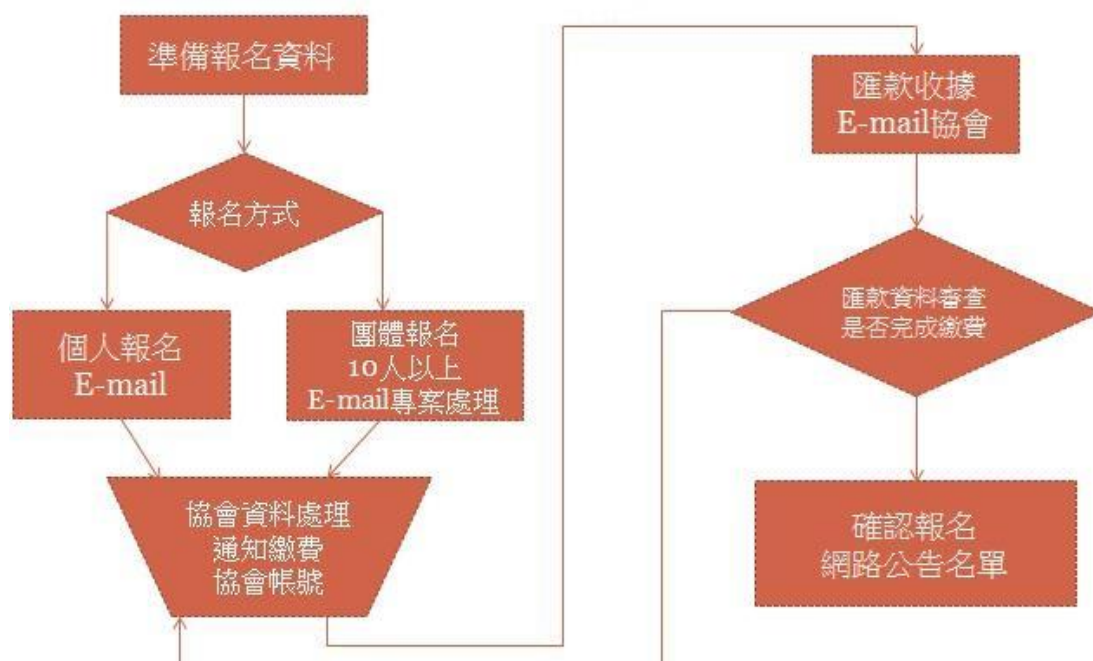 準備報名資料
報名方式
個人報名
E-mail
團體報名
10人以上
E-mail專案處理
協會資料處理
通知繳費
協會帳號
匯款收據
E-mail協會
匯款資料審查
是否完成繳費
確認報名
網路公告名單